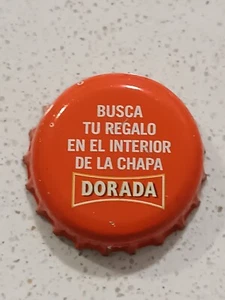 BUSCA
TU REGALO
EN EL INTERIOR
DE LA CHAPA
DORADA